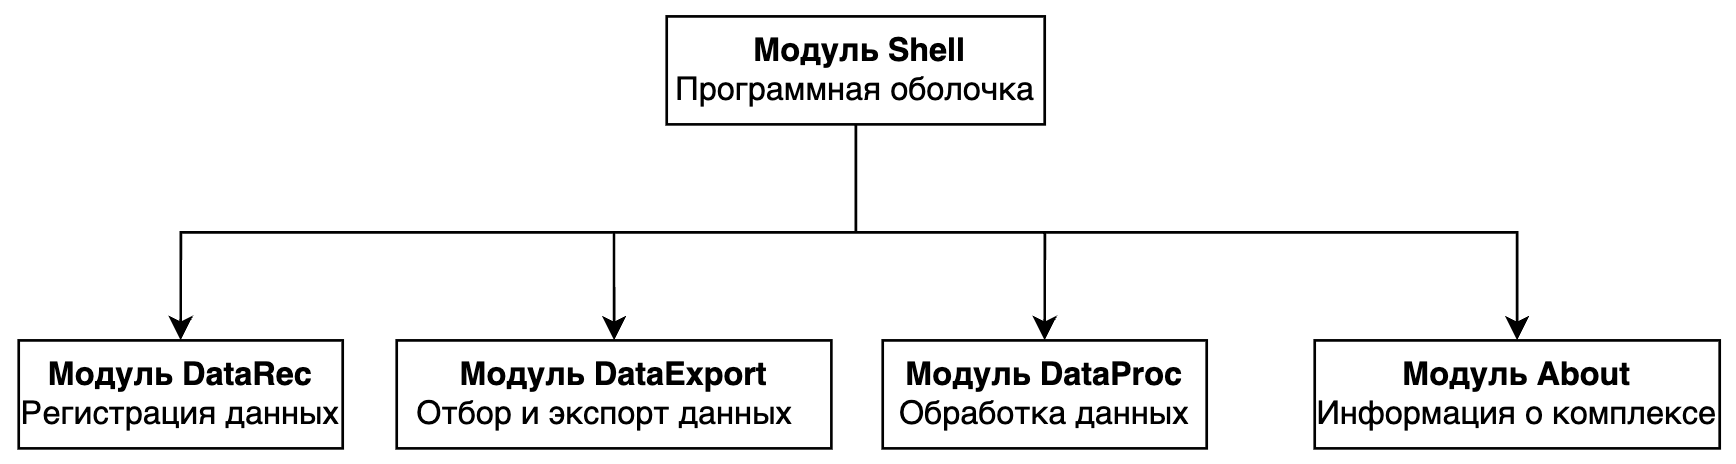 Модуль Shell
Программная оболочка
Модуль DataRec
Регистрация данных
Модуль DataExport
Отбор и экспорт данных
Модуль DataProc
Обработка данных
Модуль About
Информация о комплексе